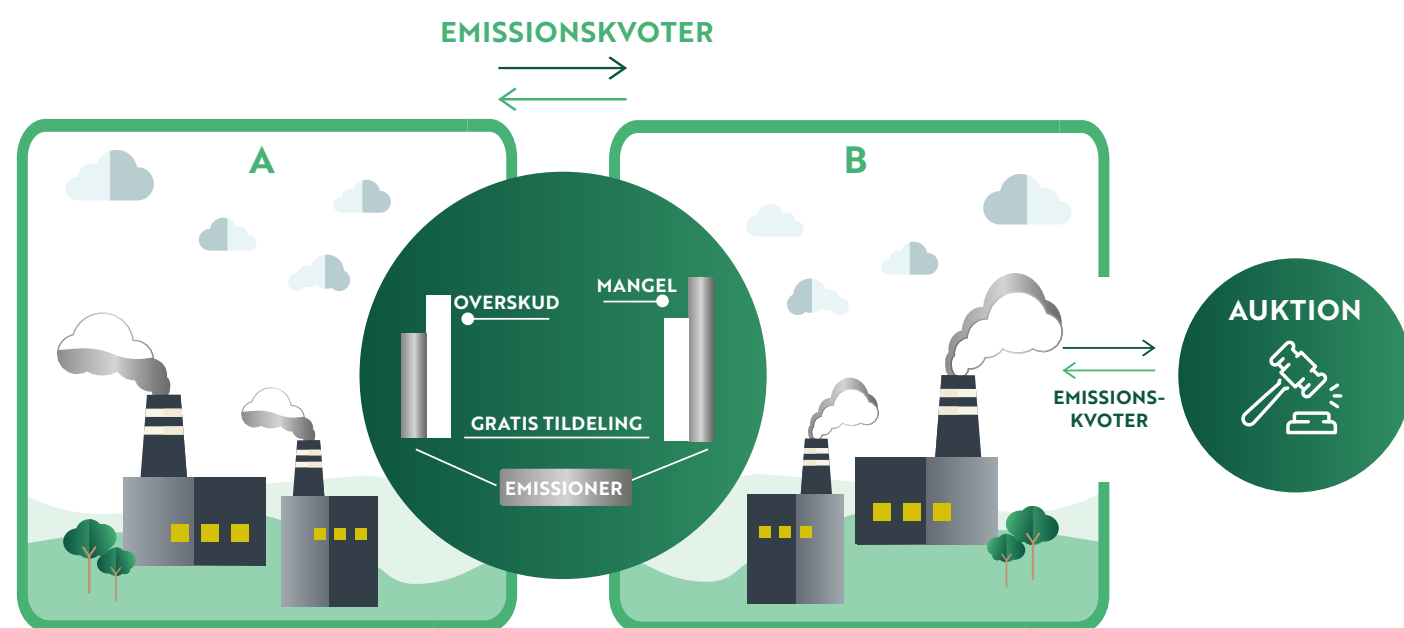 EMISSIONSKVOTER
A
B
OVERSKUD
MANGEL
GRATIS TILDELING
EMISSIONER
AUKTION
EMISSIONS-
KVOTER